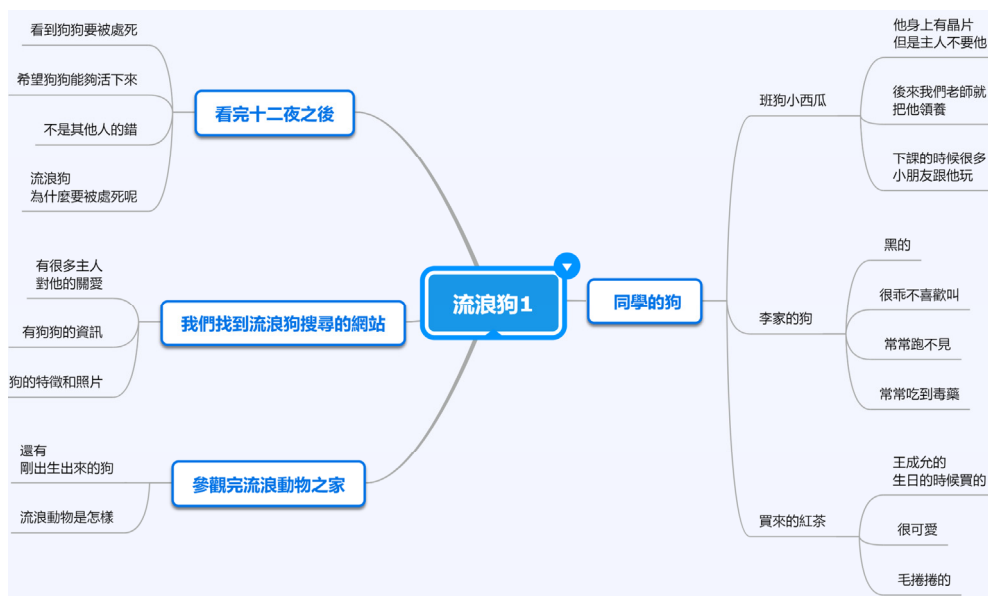 流浪狗1
看完十二夜之後
看到狗狗要被處死
希望狗狗能夠活下來
不是其他人的錯
流浪狗
為什麼要被處死呢
我們找到流浪狗搜尋的網站
有很多主人
對他的關愛
有狗狗的資訊
狗的特徵和照片
參觀完流浪動物之家
還有
剛出生出來的狗
流浪動物是怎樣
同學的狗
班狗小西瓜
他身上有晶片
但是主人不要他
後來我們老師就
把他領養
下課的時候很多
小朋友跟他玩
李家的狗
黑的
很乖不喜歡叫
常常跑不見
常常吃到毒藥
買來的紅茶
王成允的
生日的時候買的
很可愛
毛捲捲的